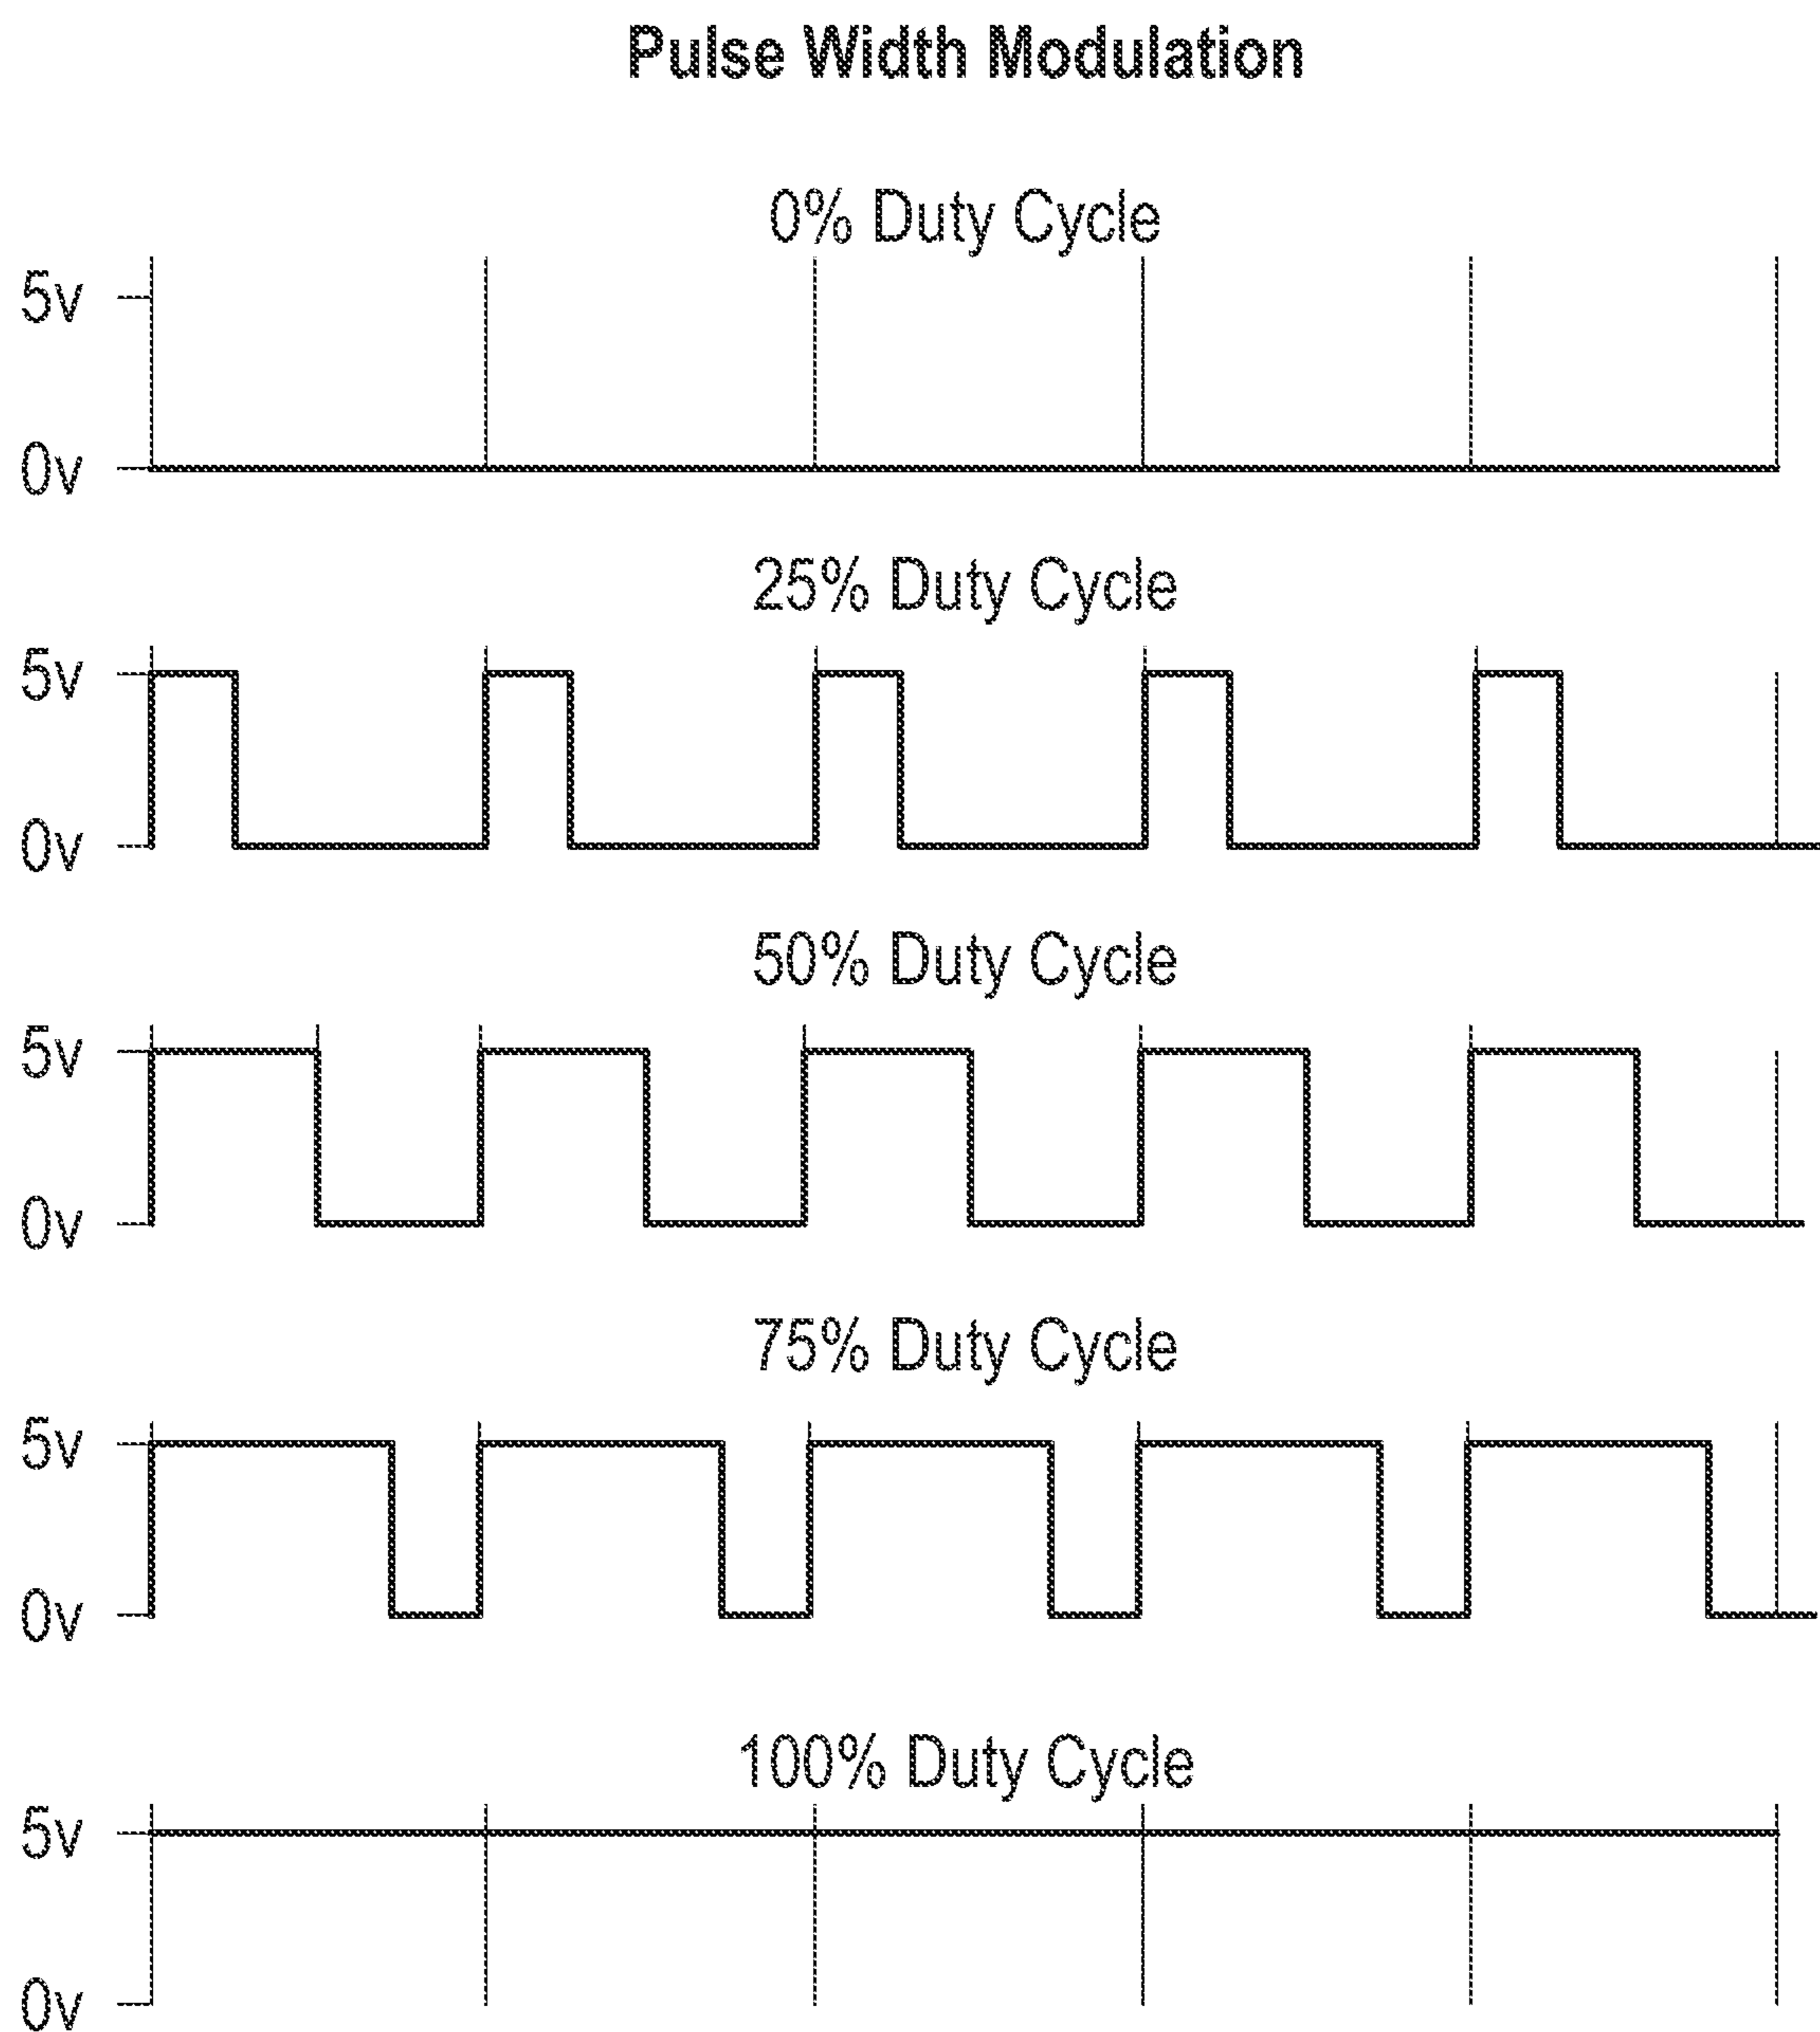 Pulse Width Modulation
0% Duty Cycle
5v
0v
25% Duty Cycle
5v
0v
50% Duty Cycle
5v
0v
75% Duty Cycle
5v
0v
100% Duty Cycle
5v
0v